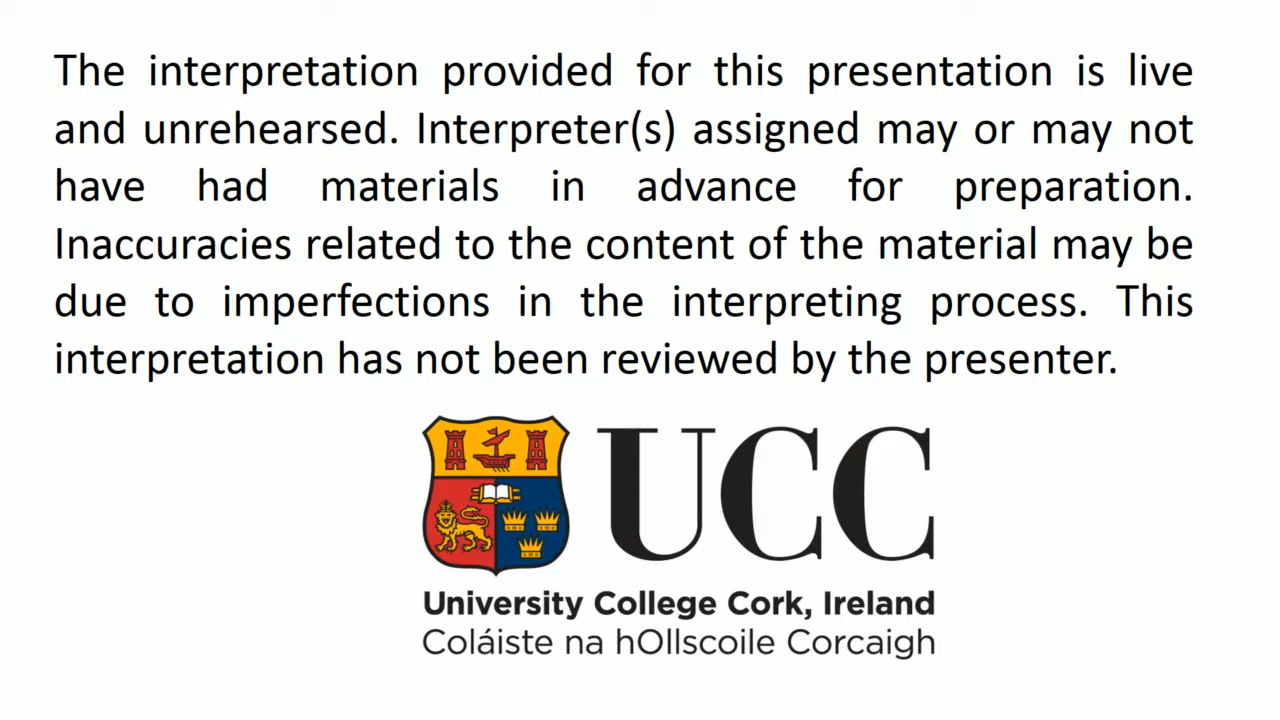 The interpretation provided for this presentation is live
and unrehearsed. Interpreter(s) assigned may or may not
have had materials in advance for preparation.
Inaccuracies related to the content of the material may be
due to imperfections in the interpreting process. This
interpretation has not been reviewed by the presenter.
UCC
University College Cork, Ireland
Coláiste na hOllscoile Corcaigh